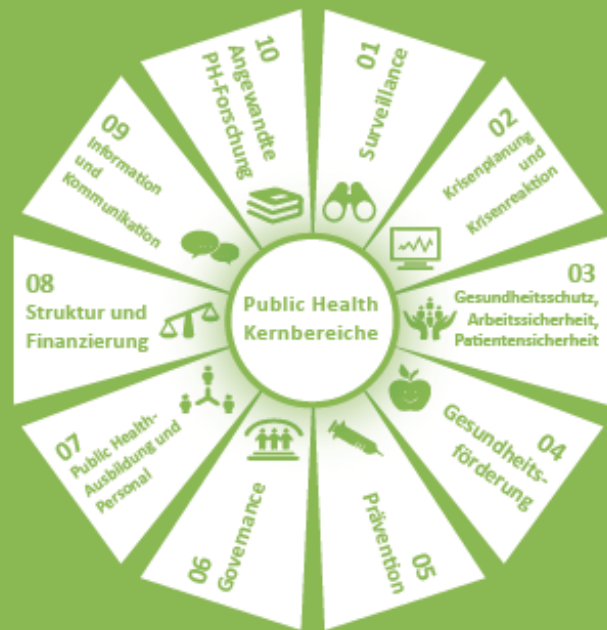 Public Health
Kernbereiche
01
Surveillance
02
Krisenplanung
und
Krisenreaktion
03
Gesundheitsschutz,
Arbeitssicherheit,
Patientensicherheit
04
Gesundheits-
förderung
05
Prävention
06
Governance
07
Public Health-
Ausbildung und
Personal
08
Struktur und
Finanzierung
09
Information
und
Kommunikation
10
Angewandte
PH-Forschung